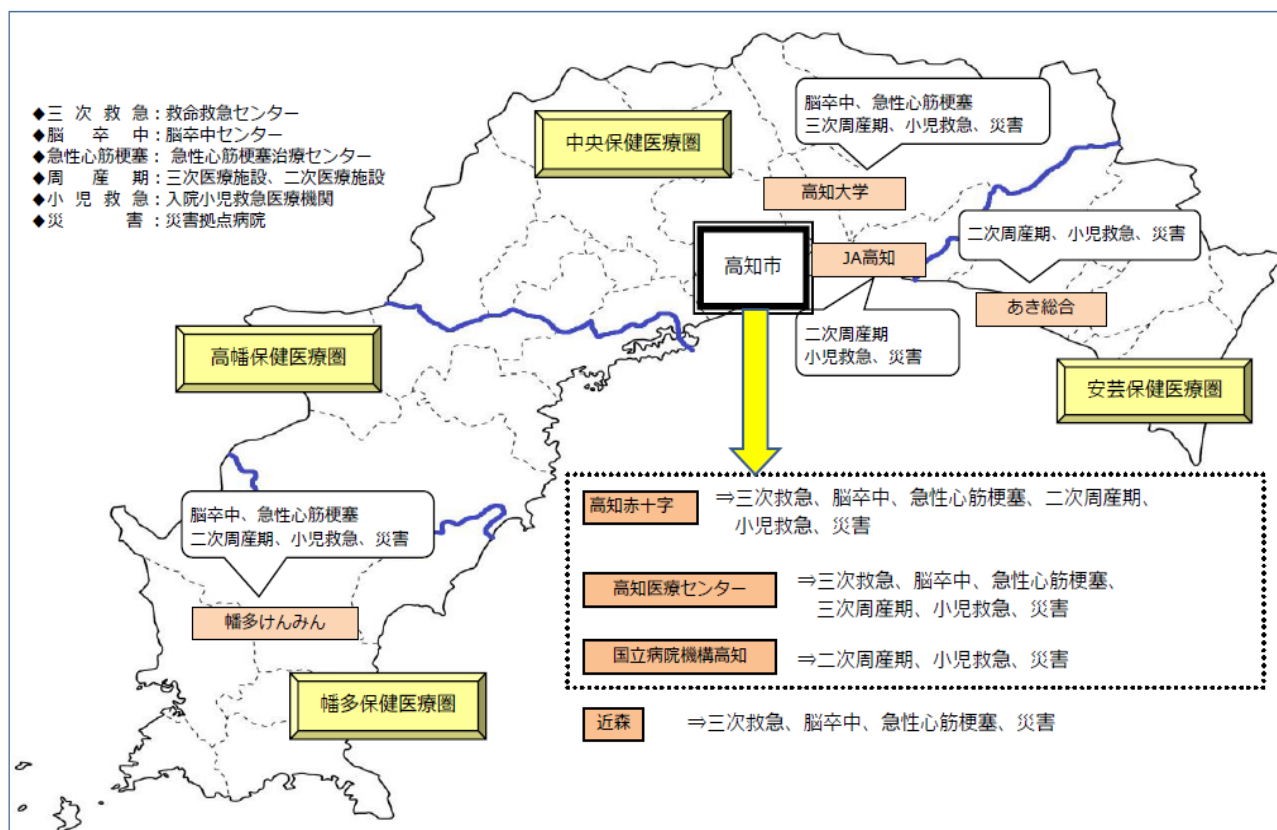 ◆三次救急：救命救急センター
◆脳卒中：脳卒中センター
◆急性心筋梗塞：急性心筋梗塞治療センター
◆周産期：三次医療施設、二次医療施設
◆小児救急：入院小児救急医療機関
◆災害：災害拠点病院
中央保健医療圏
脳卒中、急性心筋梗塞
三次周産期、小児救急、災害
高知大学
二次周産期、小児救急、災害
高知市
JA高知
あき総合
二次周産期
小児救急、災害
高幡保健医療圏
安芸保健医療圏
脳卒中、急性心筋梗塞
二次周産期、小児救急、災害
幡多けんみん
幡多保健医療圏
高知赤十字 ⇒三次救急、脳卒中、急性心筋梗塞、二次周産期、
小児救急、災害
高知医療センター ⇒三次救急、脳卒中、急性心筋梗塞、
三次周産期、小児救急、災害
国立病院機構高知 ⇒二次周産期、小児救急、災害
近森 ⇒三次救急、脳卒中、急性心筋梗塞、災害